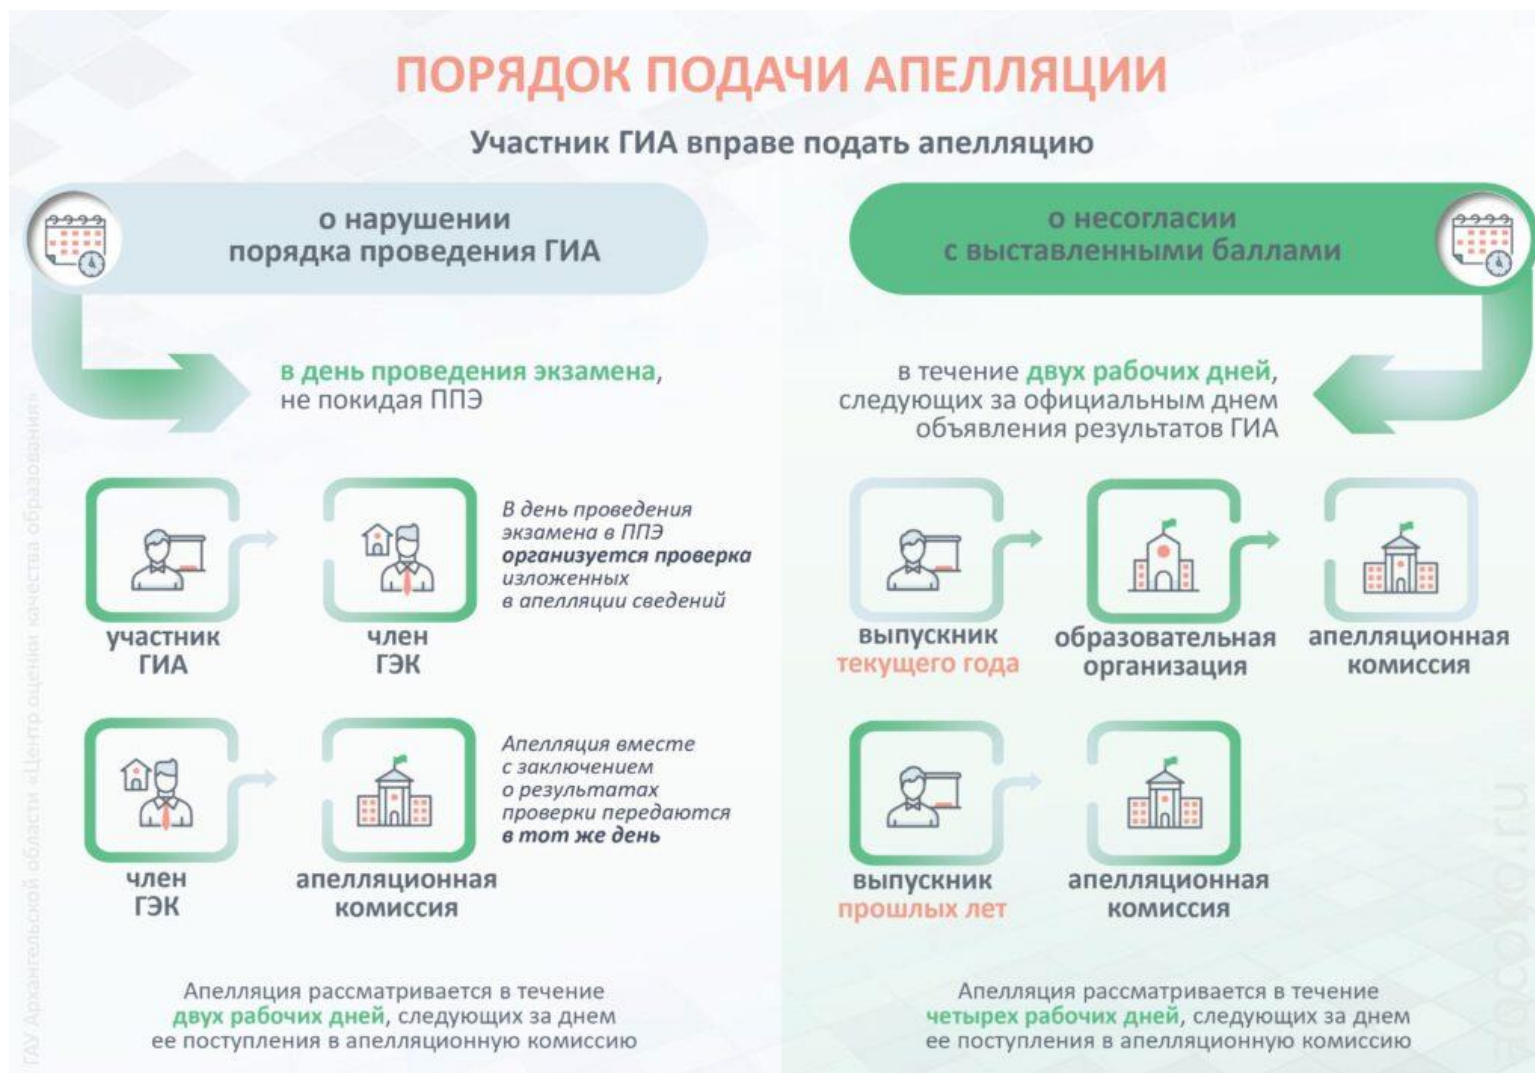 ПОРЯДОК ПОДАЧИ АПЕЛЛЯЦИИ
Участник ГИА вправе подать апелляцию
о нарушении
порядка проведения ГИА
в день проведения экзамена,
не покидая ППЭ
участник
ГИА
член
ГЭК
В день проведения
экзамена в ППЭ
организуется проверка
изложенных
в апелляции сведений
член
ГЭК
апелляционная
комиссия
Апелляция вместе
с заключением
о результатах
проверки передаются
в тот же день
Апелляция рассматривается в течение
двух рабочих дней, следующих за днем
ее поступления в апелляционную комиссию
о несогласии
с выставленными баллами
в течение двух рабочих дней,
следующих за официальным днем
объявления результатов ГИА
выпускник
текущего года
образовательная
организация
апелляционная
комиссия
выпускник
прошлых лет
апелляционная
комиссия
Апелляция рассматривается в течение
четырех рабочих дней, следующих за днем
ее поступления в апелляционную комиссию
ГАУ Архангельской области «Центр оценки качества образования»
aocoko.ru